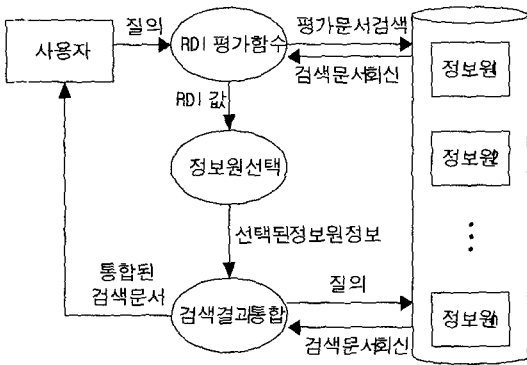 질의
평가문서검색
사용자
RDI 평가함수
검색문서회신
정보원1
RDI 값
정보원선택
정보원2
선택된정보원정보
통합된
검색문서
질의
검색결과통합
정보원n
검색문서회신